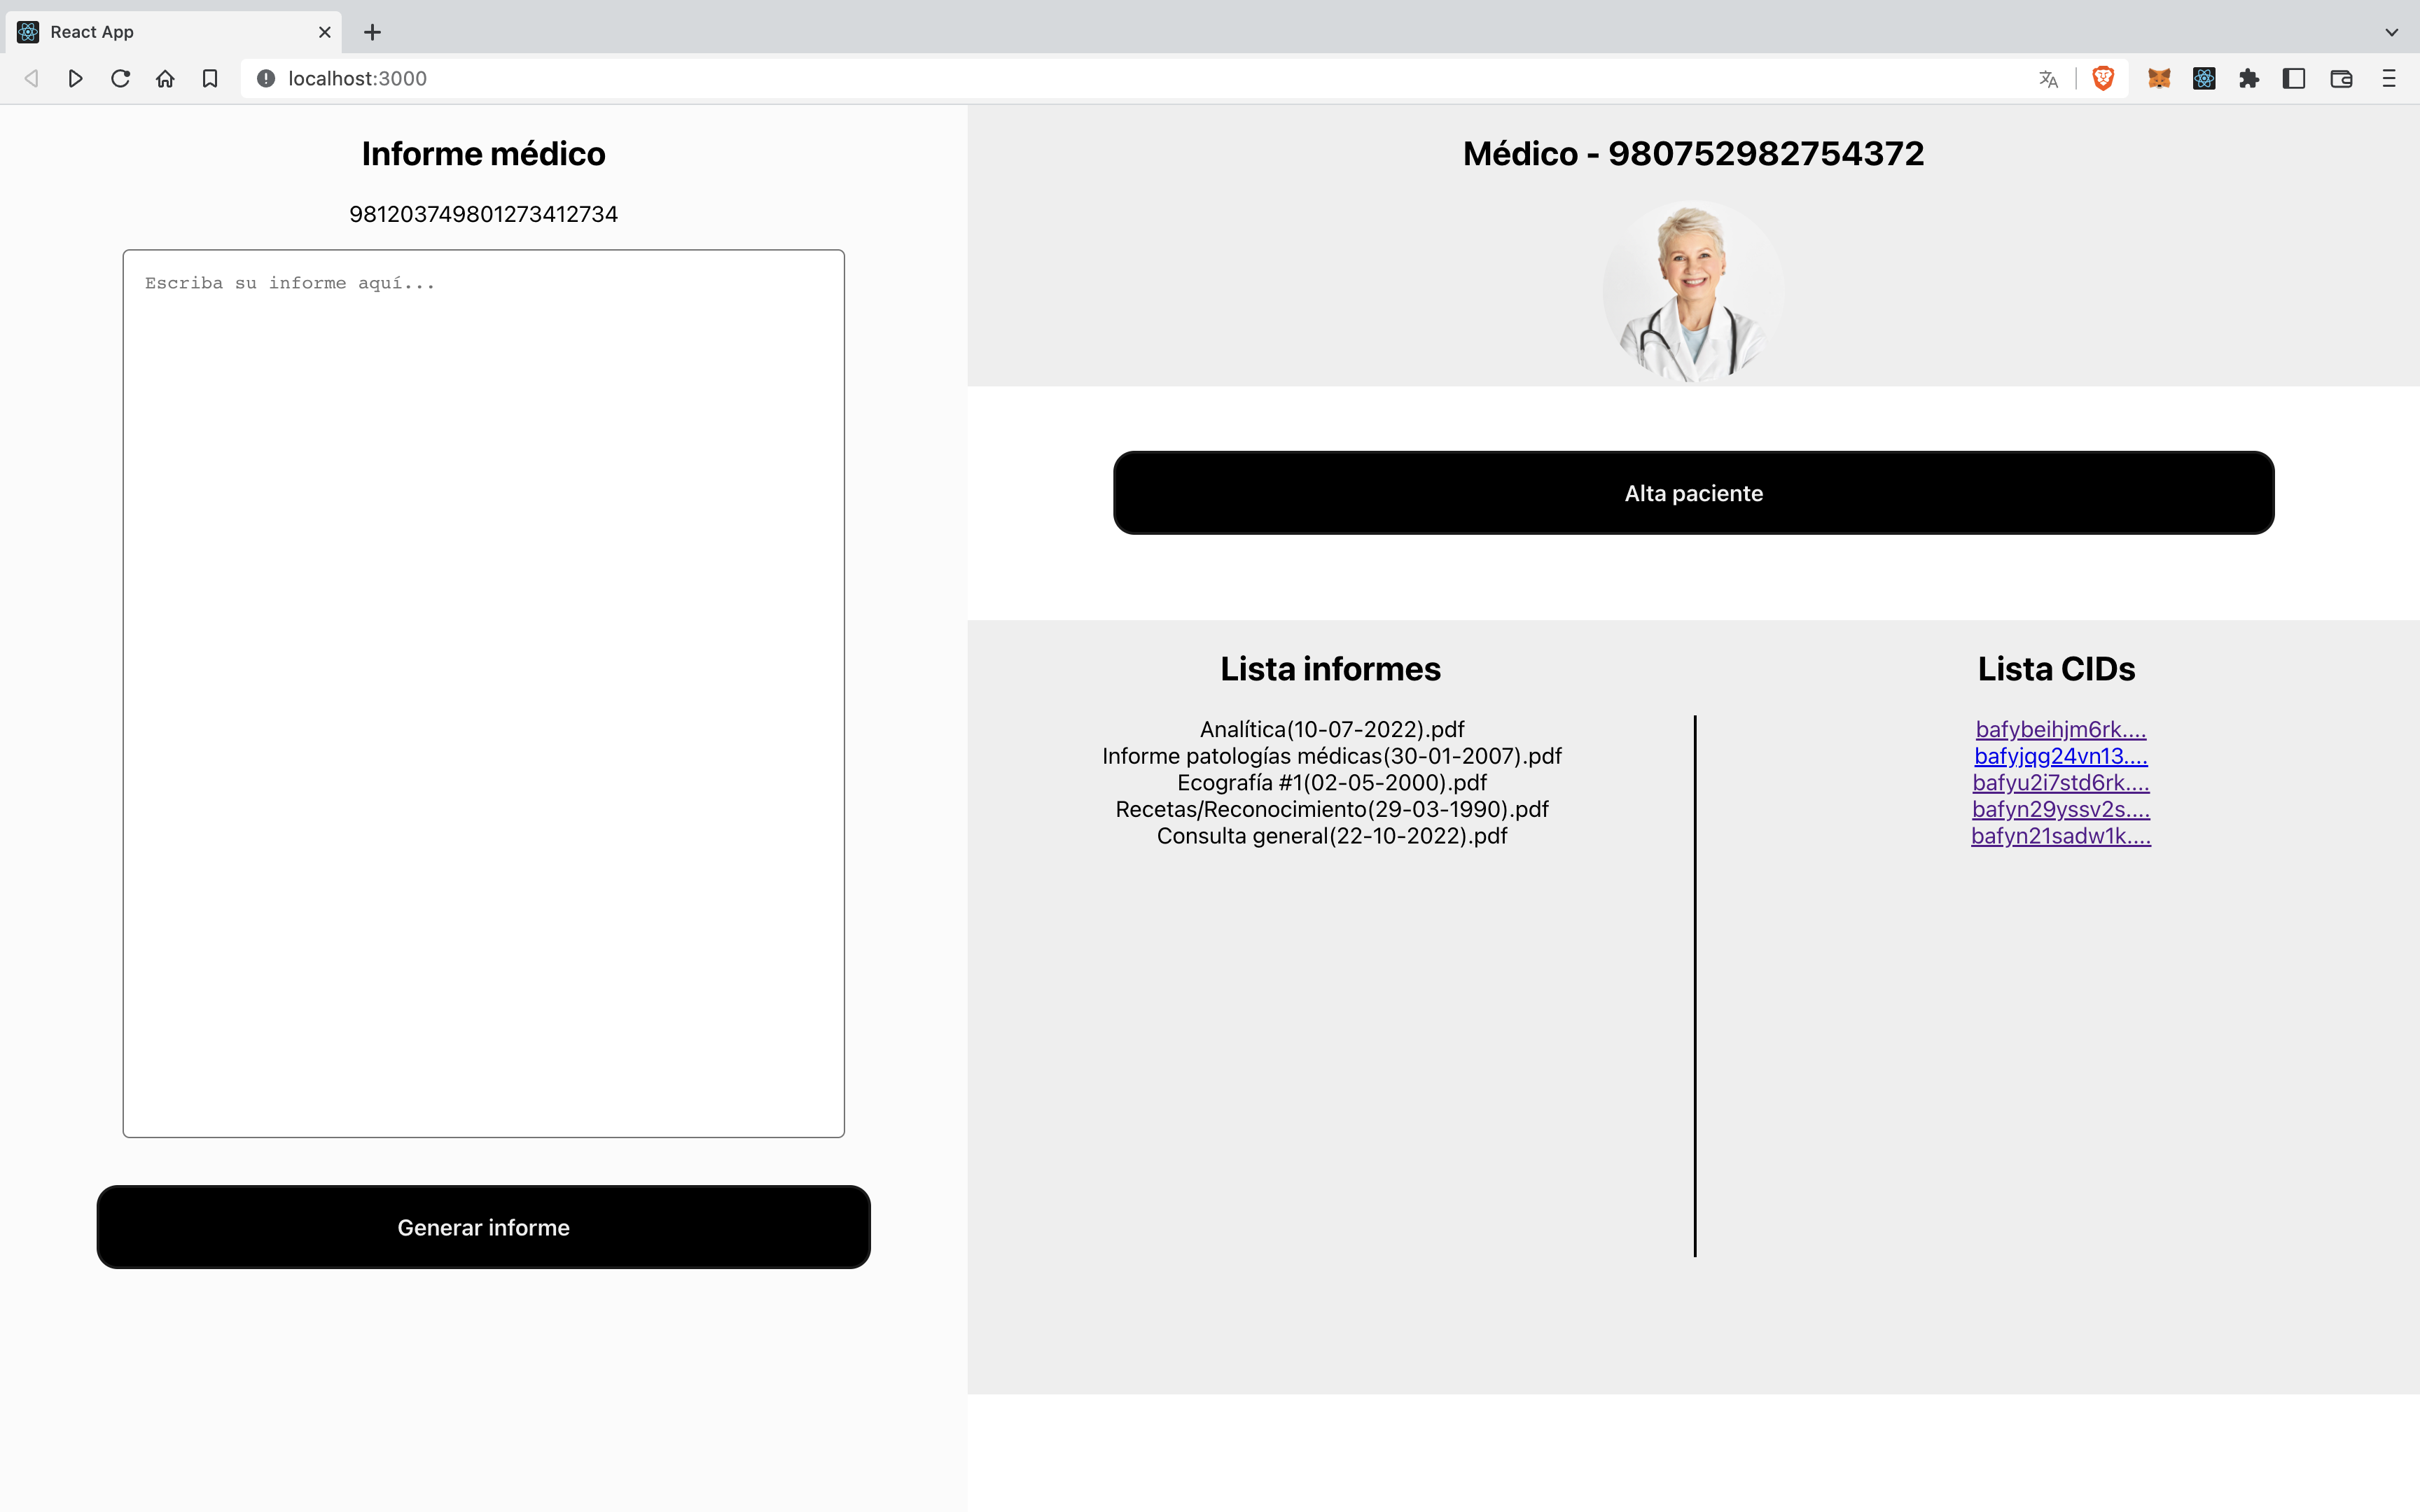 React App
localhost:3000
Informe médico
981203749801273412734
Escriba su informe aquí...
Generar informe
Médico - 980752982754372
Alta paciente
Lista informes
Analítica(10-07-2022).pdf
Informe patologías médicas(30-01-2007).pdf
Ecografía #1(02-05-2000).pdf
Recetas/Reconocimiento(29-03-1990).pdf
Consulta general(22-10-2022).pdf
Lista CIDs
bafybeihjm6rk....
bafyjqg24vn13....
bafyu2i7std6rk....
bafyn29yssv2s....
bafyn21sadw1k....